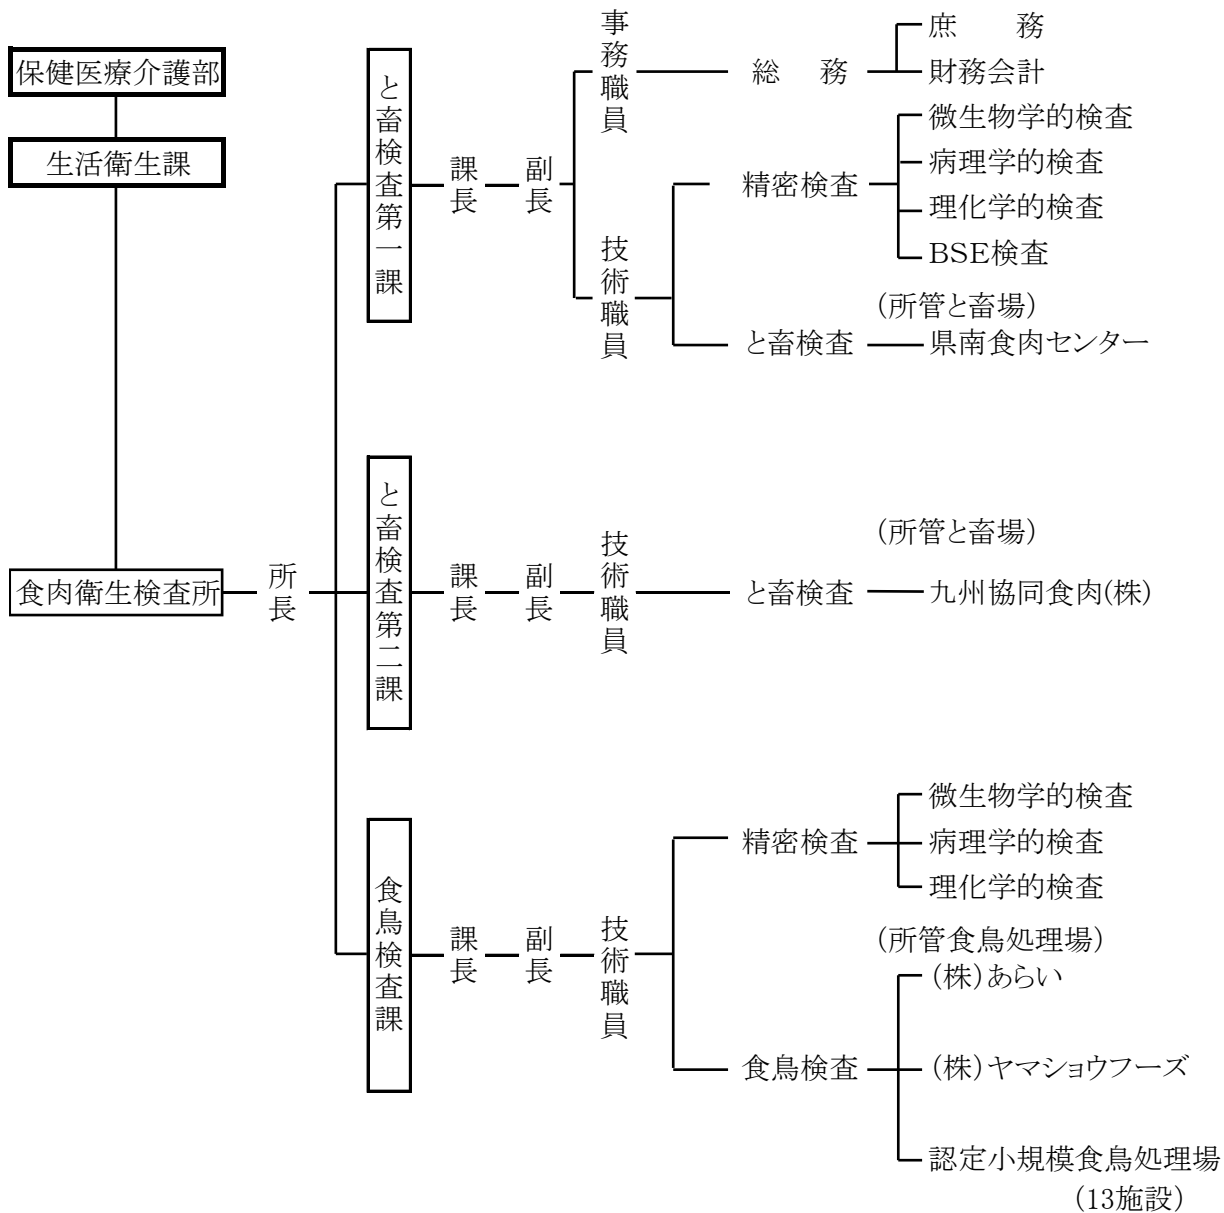 保健医療介護部
生活衛生課
食肉衛生検査所
所長
と畜検査第一課
課長
副長
事務職員
総　務
庶　務
財務会計
技術職員
精密検査
微生物学的検査
病理学的検査
理化学的検査
BSE検査
と畜検査
(所管と畜場)
県南食肉センター
と畜検査第二課
課長
副長
技術職員
と畜検査
(所管と畜場)
九州協同食肉(株)
食鳥検査課
課長
副長
技術職員
精密検査
微生物学的検査
病理学的検査
理化学的検査
食鳥検査
(所管食鳥処理場)
(株)あらい
(株)ヤマショウフーズ
認定小規模食鳥処理場
(13施設)